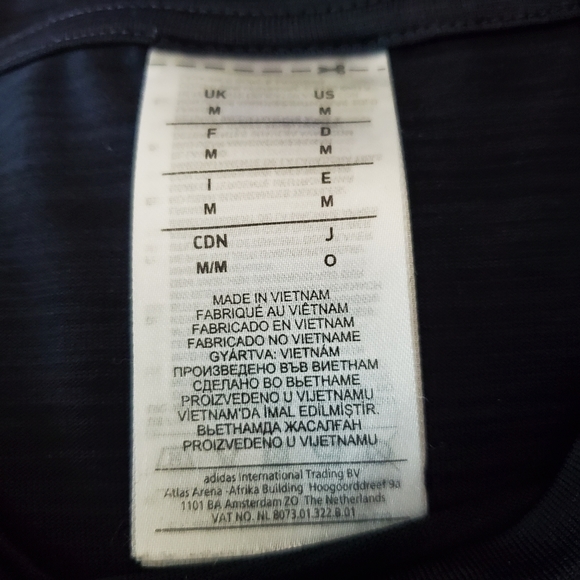 UK US
M M
F D
M M
I E
M M
CDN J
M/M O
MADE IN VIETNAM
FABRIQUÉ AU VIÊTNAM
FABRICADO EN VIETNAM
FABRICADO NO VIETNAME
GYÁRTVA: VIETNÁM
ПРОИЗВЕДЕНО ВЪВ ВИЕТНАМ
СДЕЛАНО ВО ВЬЕТНАМЕ
PROIZVEDENO U VIJETNAMU
VIETNAM'DA İMAL EDİLMİŞTİR.
ВЬЕТНАМДА ЖАСАЛҒАН
PROIZVEDENO U VIJETNAMU
adidas International Trading BV
Atlas Arena -Afrika Building Hoogoorddreef 9a
1101 BA Amsterdam ZO The Netherlands
VAT NO. NL 8073.01.322.B.01